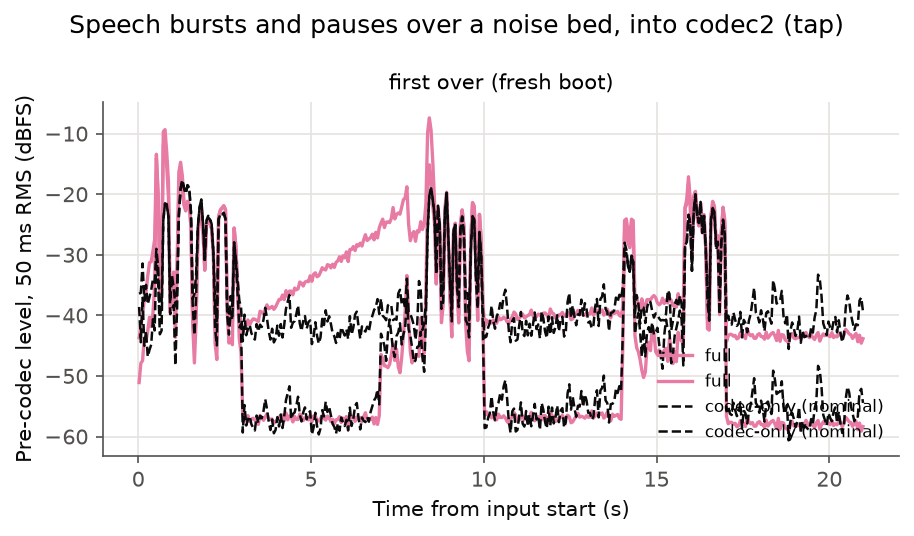 Speech bursts and pauses over a noise bed, into codec2 (tap)
first over (fresh boot)
Pre-codec level, 50 ms RMS (dBFS)
−10
−20
−30
−40
−50
−60
full
full
codec-only (nominal)
codec-only (nominal)
0
5
10
15
20
Time from input start (s)